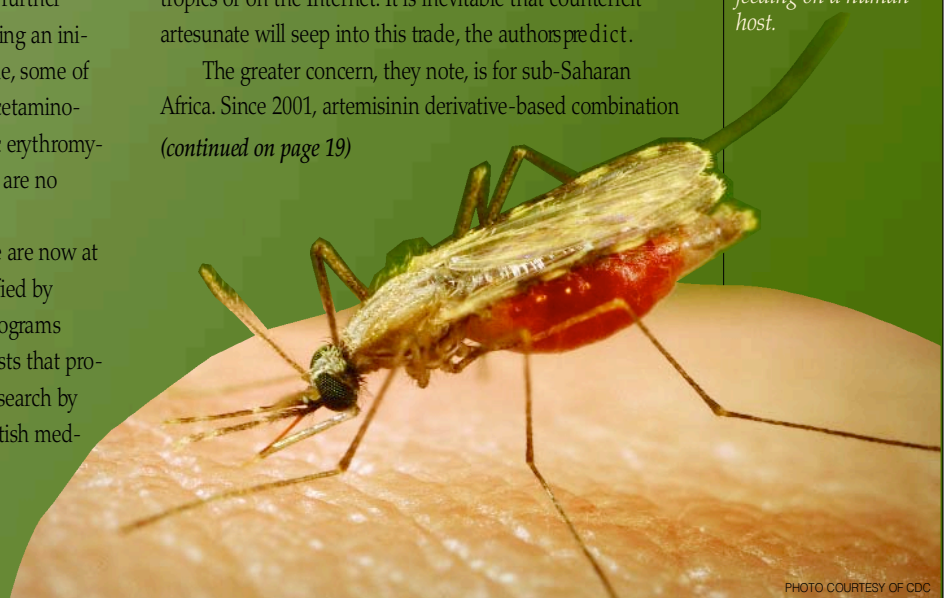 further
ing an ini-
e, some of
cetamino-
c erythromy-
are no
e are now at
fied by
ograms
sts that pro-
search by
tish med-
tropics or on the Internet. It is inevitable that counterfeit
artesunate will seep into this trade, the authors predict.
The greater concern, they note, is for sub-Saharan
Africa. Since 2001, artemisinin derivative-based combination
(continued on page 19)
feeding on a human
host.
PHOTO COURTESY OF CDC